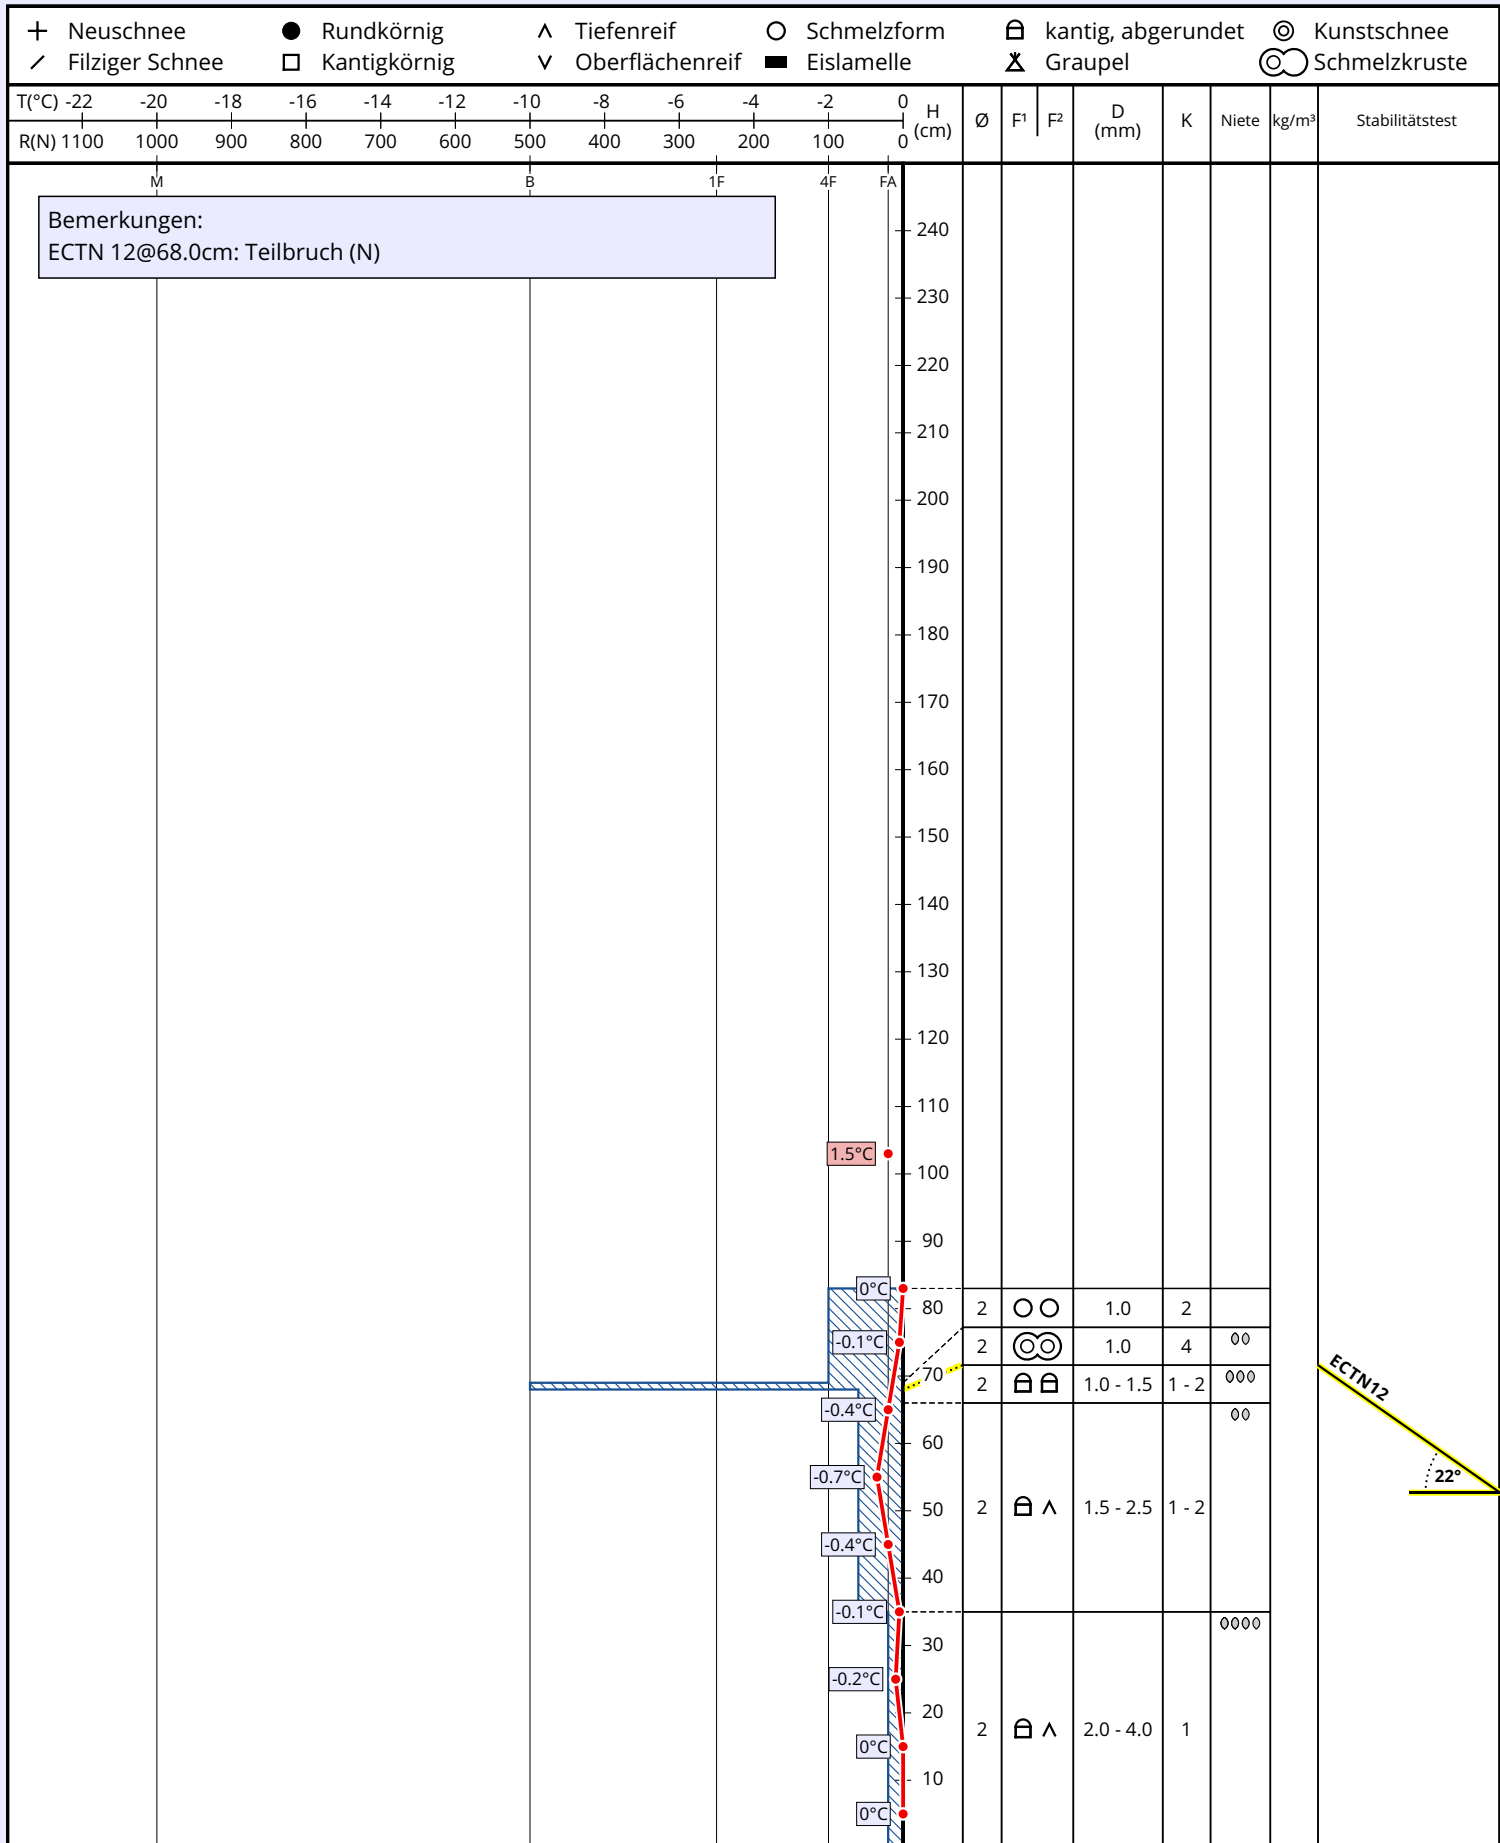 Neuschnee Rundkörnig Tiefenreif Schmelzform kantig, abgerundet Kunstschnee
Filziger Schnee Kantigkörnig Oberflächenreif Eislamelle Graupel Schmelzkruste
T(°C) -22 -20 -18 -16 -14 -12 -10 -8 -6 -4 -2 0
R(N) 1100 1000 900 800 700 600 500 400 300 200 100 0
H (cm) Ø F¹ F² D (mm) K Niete kg/m³ Stabilitätstest
M B 1F 4F FA
Bemerkungen:
ECTN 12@68.0cm: Teilbruch (N)
240
230
220
210
200
190
180
170
160
150
140
130
120
110
1.5°C
100
90
0°C
80 2 1.0 2
-0.1°C 2 1.0 4
70 2 1.0 - 1.5 1 - 2
ECTN12
-0.4°C
60
-0.7°C
22°
50 2 1.5 - 2.5 1 - 2
-0.4°C
40
-0.1°C
30
-0.2°C
20
2 2.0 - 4.0 1
0°C
10
0°C